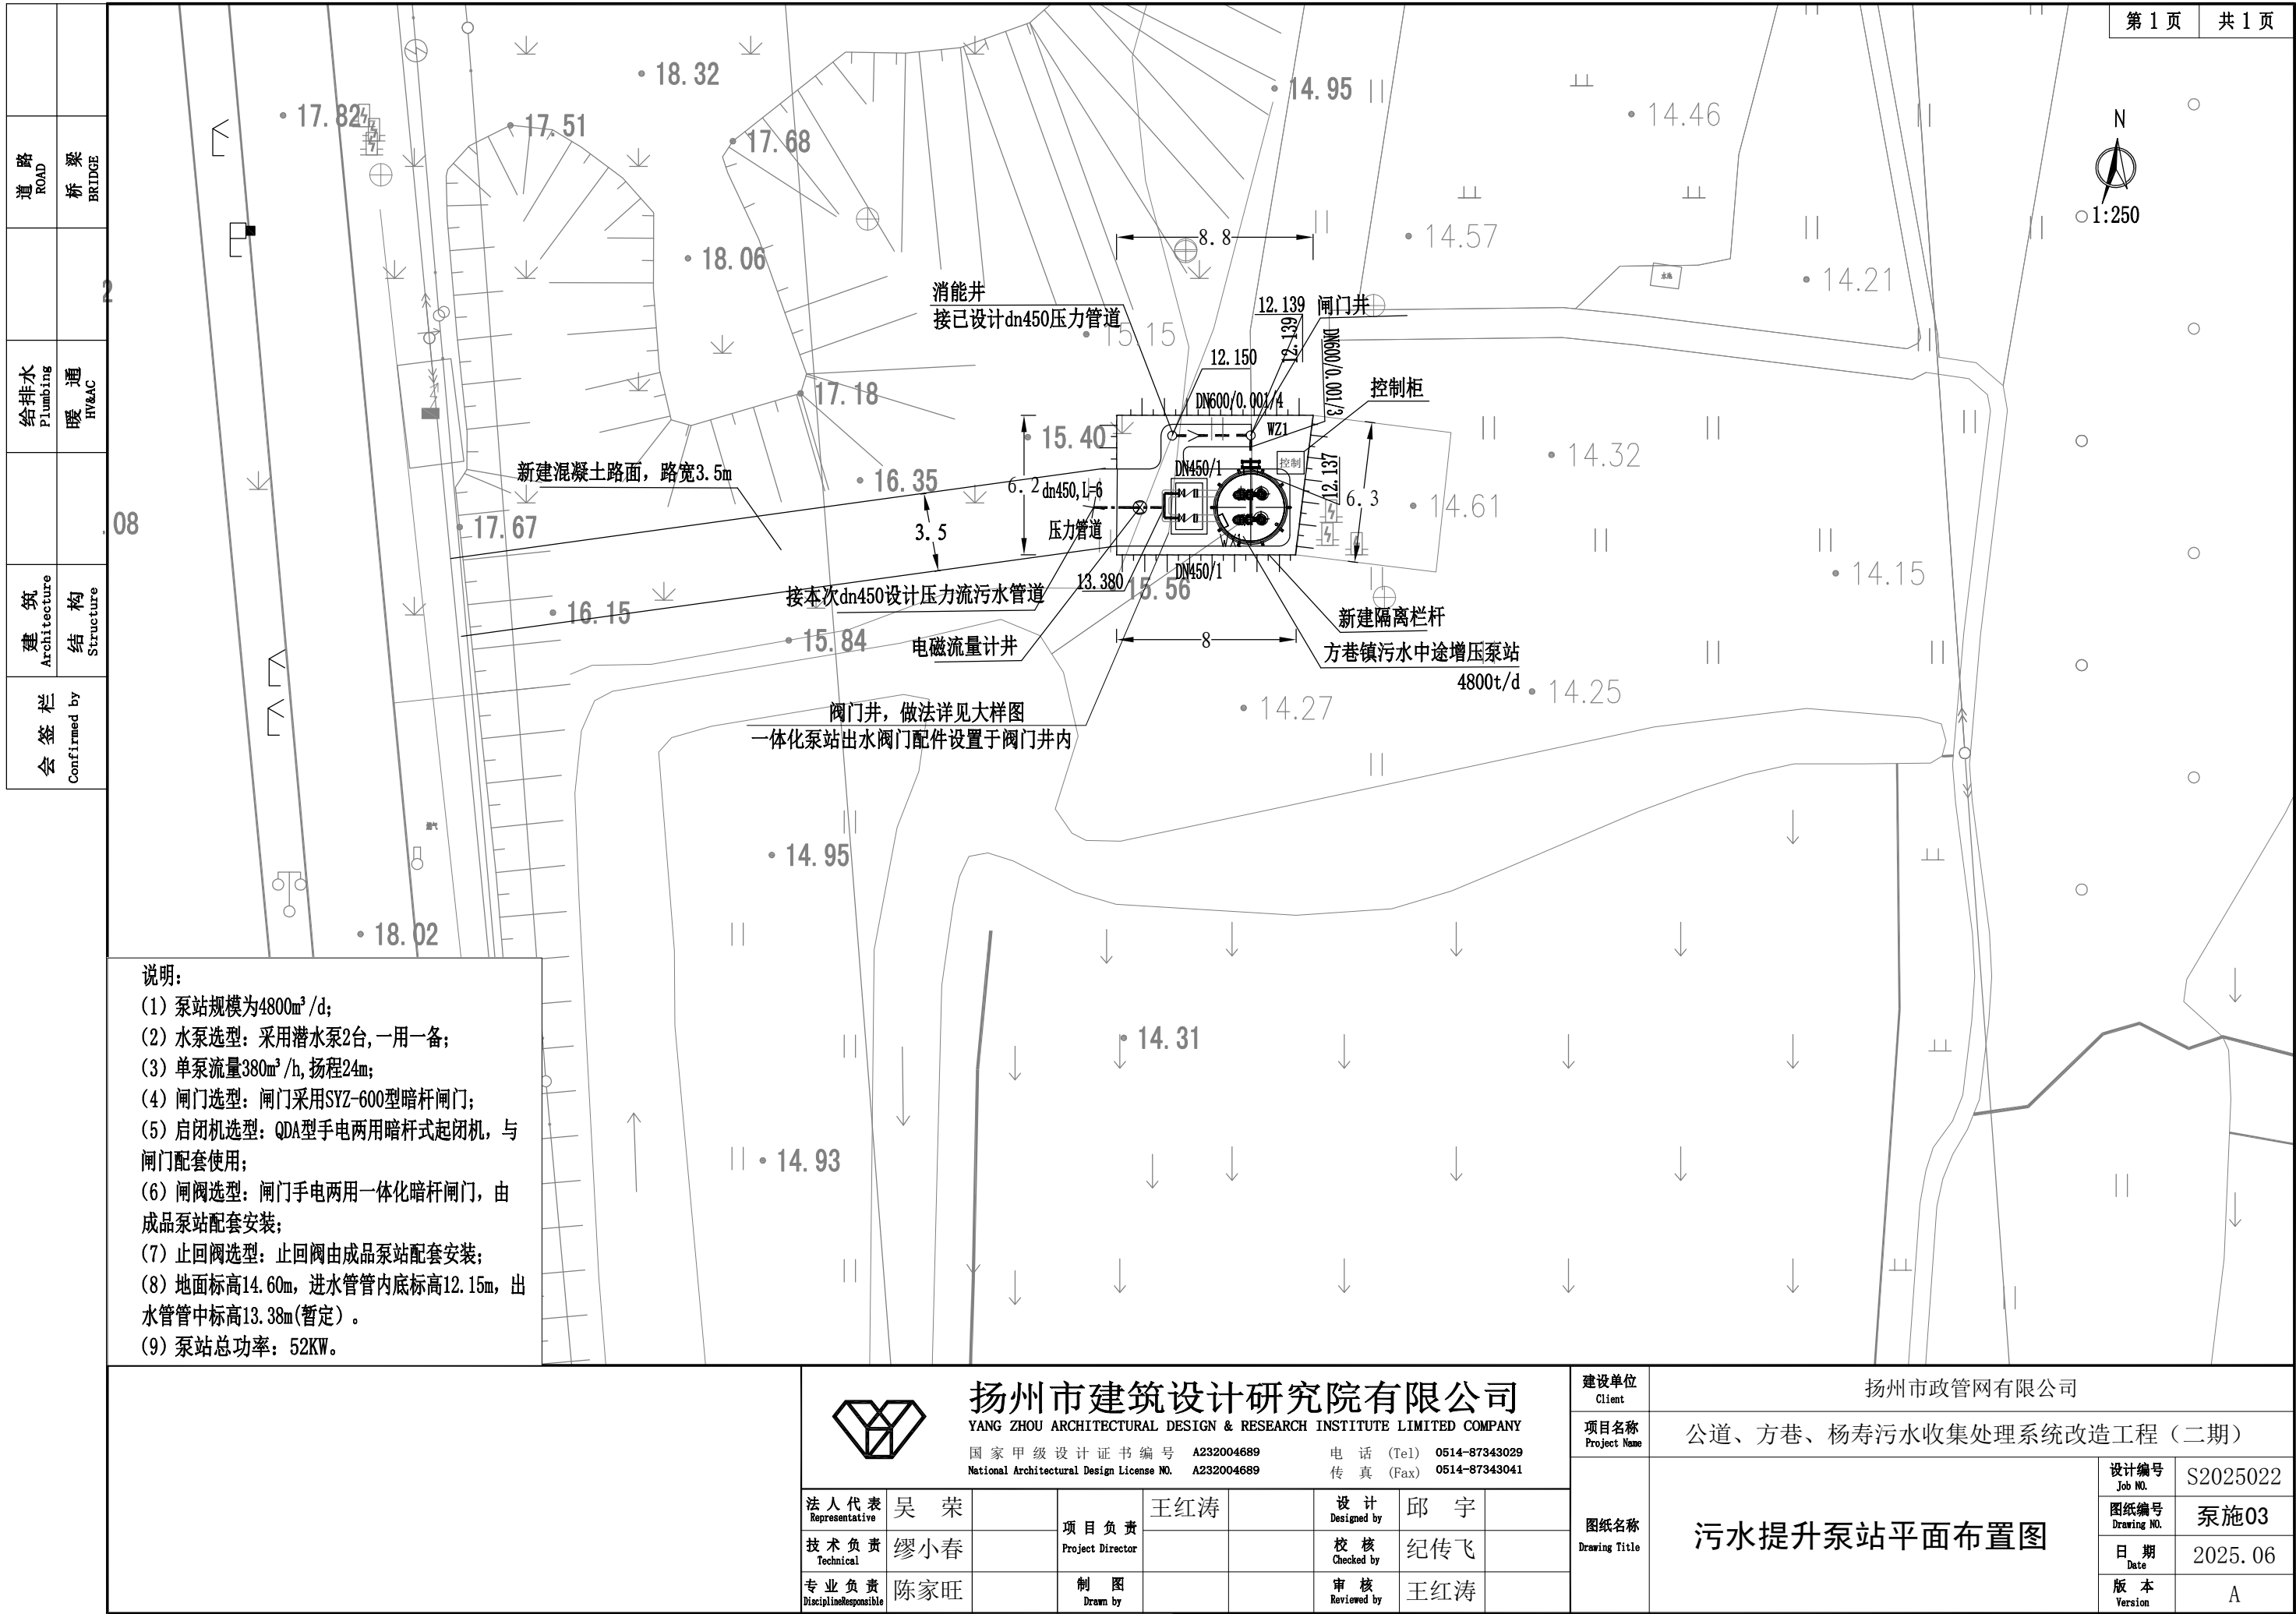 第 1 页 共 1 页
道 路
ROAD
桥 梁
BRIDGE
给排水
Plumbing
暖 通
HV&AC
建 筑
Architecture
结 构
Structure
会 签 栏
Confirmed by
N
1:250
18.32
17.82
17.51
17.68
14.95
14.46
18.06
8.8
14.57
14.21
水池
2
消能井
接已设计dn450压力管道
15.15
12.139
闸门井
12.139
DN600/0.001/3
12.150
控制柜
17.18
DN600/0.001/4
WZ1
15.40
14.32
新建混凝土路面，路宽3.5m
16.35
6.2
dn450,L=6
DN450/1
控制
12.137
6.3
14.61
.08
17.67
3.5
压力管道
DN450/1
13.380
15.56
14.15
接本次dn450设计压力流污水管道
16.15
新建隔离栏杆
15.84
电磁流量计井
8
方巷镇污水中途增压泵站
4800t/d
14.25
14.27
阀门井，做法详见大样图
一体化泵站出水阀门配件设置于阀门井内
14.95
18.02
14.31
14.93
说明：
(1) 泵站规模为4800m³/d;
(2) 水泵选型：采用潜水泵2台,一用一备;
(3) 单泵流量380m³/h,扬程24m;
(4) 闸门选型：闸门采用SYZ-600型暗杆闸门;
(5) 启闭机选型：QDA型手电两用暗杆式起闭机，与
闸门配套使用;
(6) 闸阀选型：闸门手电两用一体化暗杆闸门，由
成品泵站配套安装;
(7) 止回阀选型：止回阀由成品泵站配套安装;
(8) 地面标高14.60m，进水管管内底标高12.15m，出
水管管中标高13.38m(暂定）。
(9) 泵站总功率：52KW。
扬州市建筑设计研究院有限公司
YANG ZHOU ARCHITECTURAL DESIGN & RESEARCH INSTITUTE LIMITED COMPANY
国家甲级设计证书编号 A232004689 电 话 (Tel) 0514-87343029
National Architectural Design License NO. A232004689 传 真 (Fax) 0514-87343041
法人代表
Representative
吴 荣
项目负责
Project Director
王红涛
设 计
Designed by
邱 宇
技术负责
Technical
缪小春
校 核
Checked by
纪传飞
专业负责
DisciplineResponsible
陈家旺
制 图
Drawn by
审 核
Reviewed by
王红涛
建设单位
Client
扬州市政管网有限公司
项目名称
Project Name
公道、方巷、杨寿污水收集处理系统改造工程（二期）
图纸名称
Drawing Title
污水提升泵站平面布置图
设计编号
Job NO.
S2025022
图纸编号
Drawing NO.
泵施03
日 期
Date
2025.06
版 本
Version
A